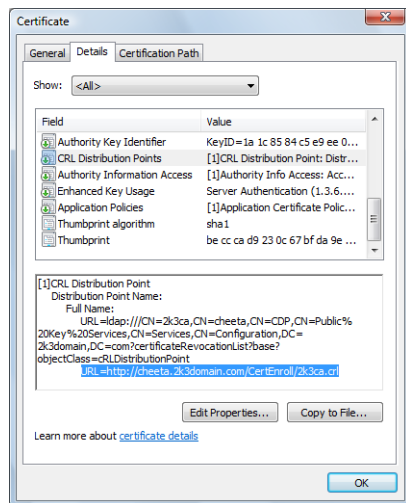 Certificate
General Details Certification Path
Show: <All>
Field Value
Authority Key Identifier KeyID=1a 1c 85 84 c5 e9 ee 0...
CRL Distribution Points [1]CRL Distribution Point: Distr...
Authority Information Access [1]Authority Info Access: Acc...
Enhanced Key Usage Server Authentication (1.3.6....
Application Policies [1]Application Certificate Polic...
Thumbprint algorithm sha1
Thumbprint be cc ca d9 23 0c 67 bf da 9e ...
[1]CRL Distribution Point
Distribution Point Name:
Full Name:
URL=ldap:///CN=2k3ca,CN=cheeta,CN=CDP,CN=Public%
20Key%20Services,CN=Services,CN=Configuration,DC=
2k3domain,DC=com?certificateRevocationList?base?
objectClass=cRLDistributionPoint
URL=http://cheeta.2k3domain.com/CertEnroll/2k3ca.crl
Edit Properties... Copy to File...
Learn more about certificate details
OK